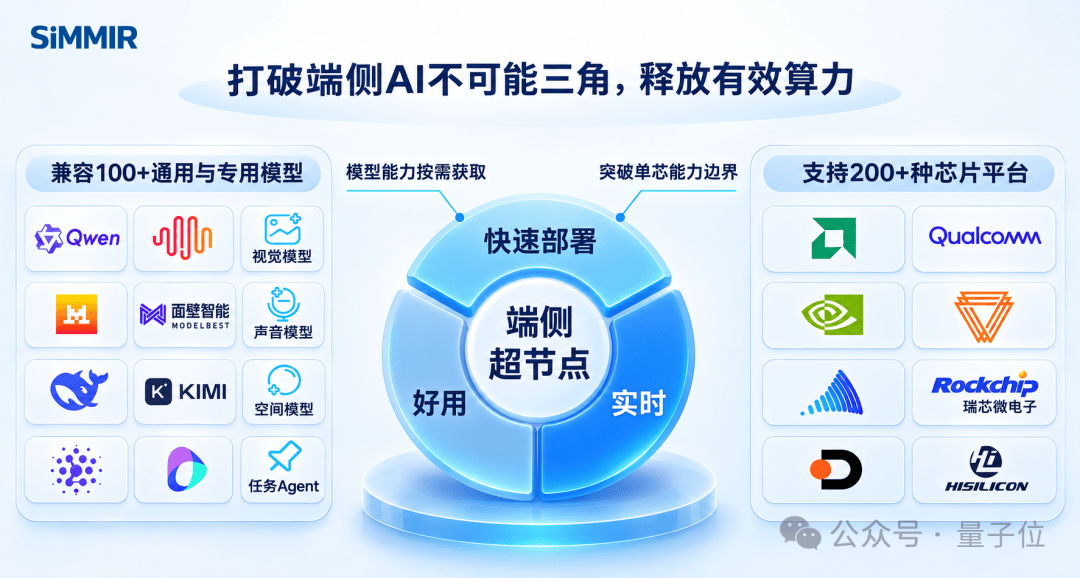 SiMMIR
打破端侧AI不可能三角，释放有效算力
兼容100+通用与专用模型
Qwen
视觉模型
面壁智能
MODELBEST
声音模型
KIMI
空间模型
任务Agent
模型能力按需获取
突破单芯能力边界
快速部署
端侧
超节点
好用
实时
支持200+种芯片平台
Qualcomm
Rockchip
瑞芯微电子
Hi
HISILICON
公众号 · 量子位